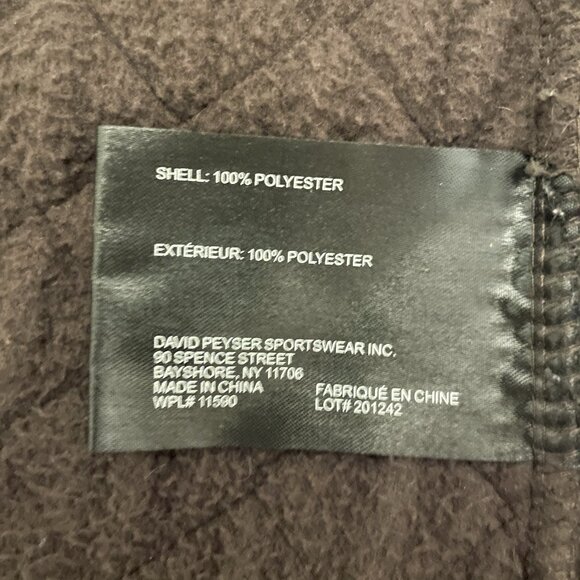 SHELL: 100% POLYESTER
EXTÉRIEUR: 100% POLYESTER
DAVID PEYSER SPORTSWEAR INC.
90 SPENCE STREET
BAYSHORE, NY 11706
MADE IN CHINA FABRIQUÉ EN CHINE
WPL# 11590 LOT# 201242